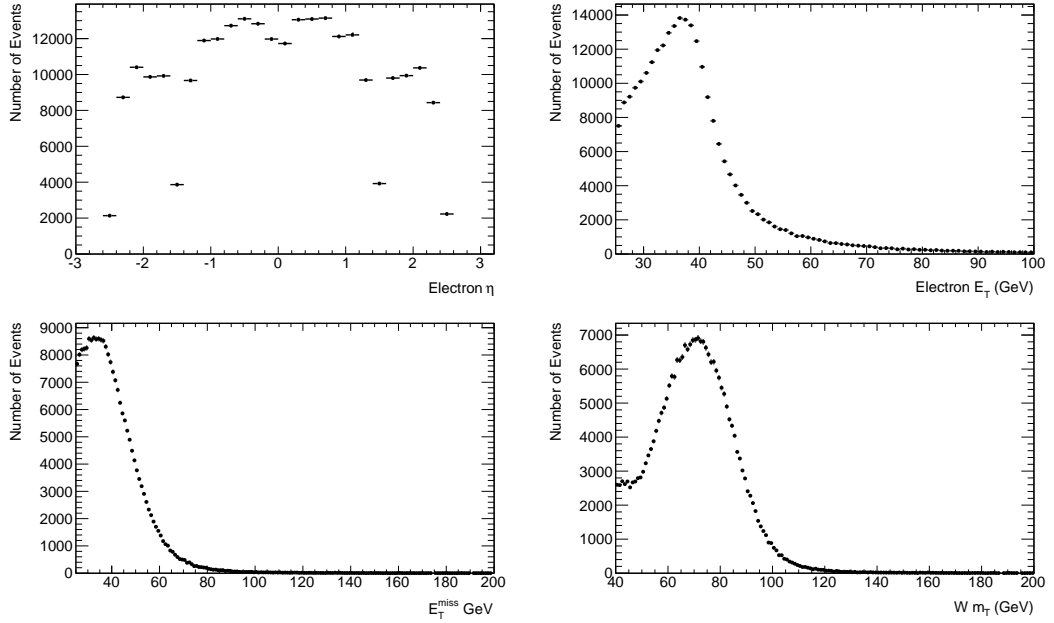 Number of Events
12000
10000
8000
6000
4000
2000
0
-3 -2 -1 0 1 2 3
Electron η
Number of Events
14000
12000
10000
8000
6000
4000
2000
0
30 40 50 60 70 80 90 100
Electron E_T (GeV)
Number of Events
9000
8000
7000
6000
5000
4000
3000
2000
1000
0
40 60 80 100 120 140 160 180 200
E_T^miss GeV
Number of Events
7000
6000
5000
4000
3000
2000
1000
0
40 60 80 100 120 140 160 180 200
W m_T (GeV)